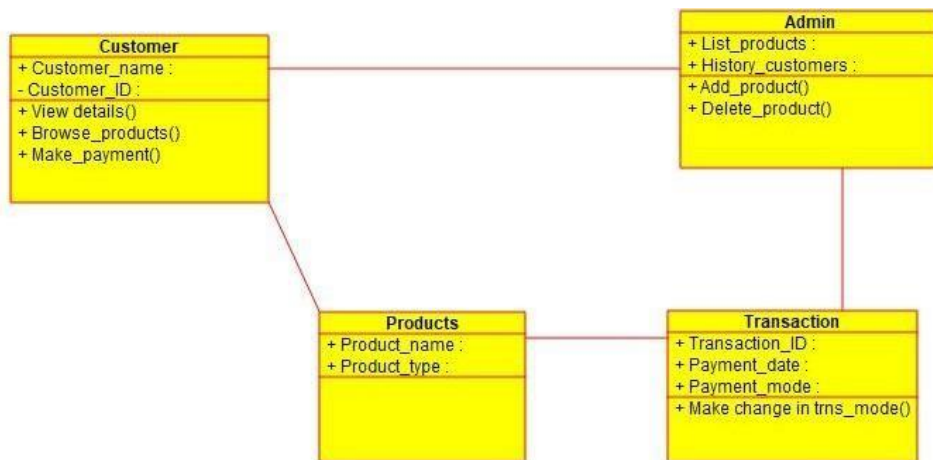 Customer
+ Customer_name :
- Customer_ID :
+ View details()
+ Browse_products()
+ Make_payment()
Admin
+ List_products :
+ History_customers :
+ Add_product()
+ Delete_product()
Products
+ Product_name :
+ Product_type :
Transaction
+ Transaction_ID :
+ Payment_date :
+ Payment_mode :
+ Make change in trns_mode()